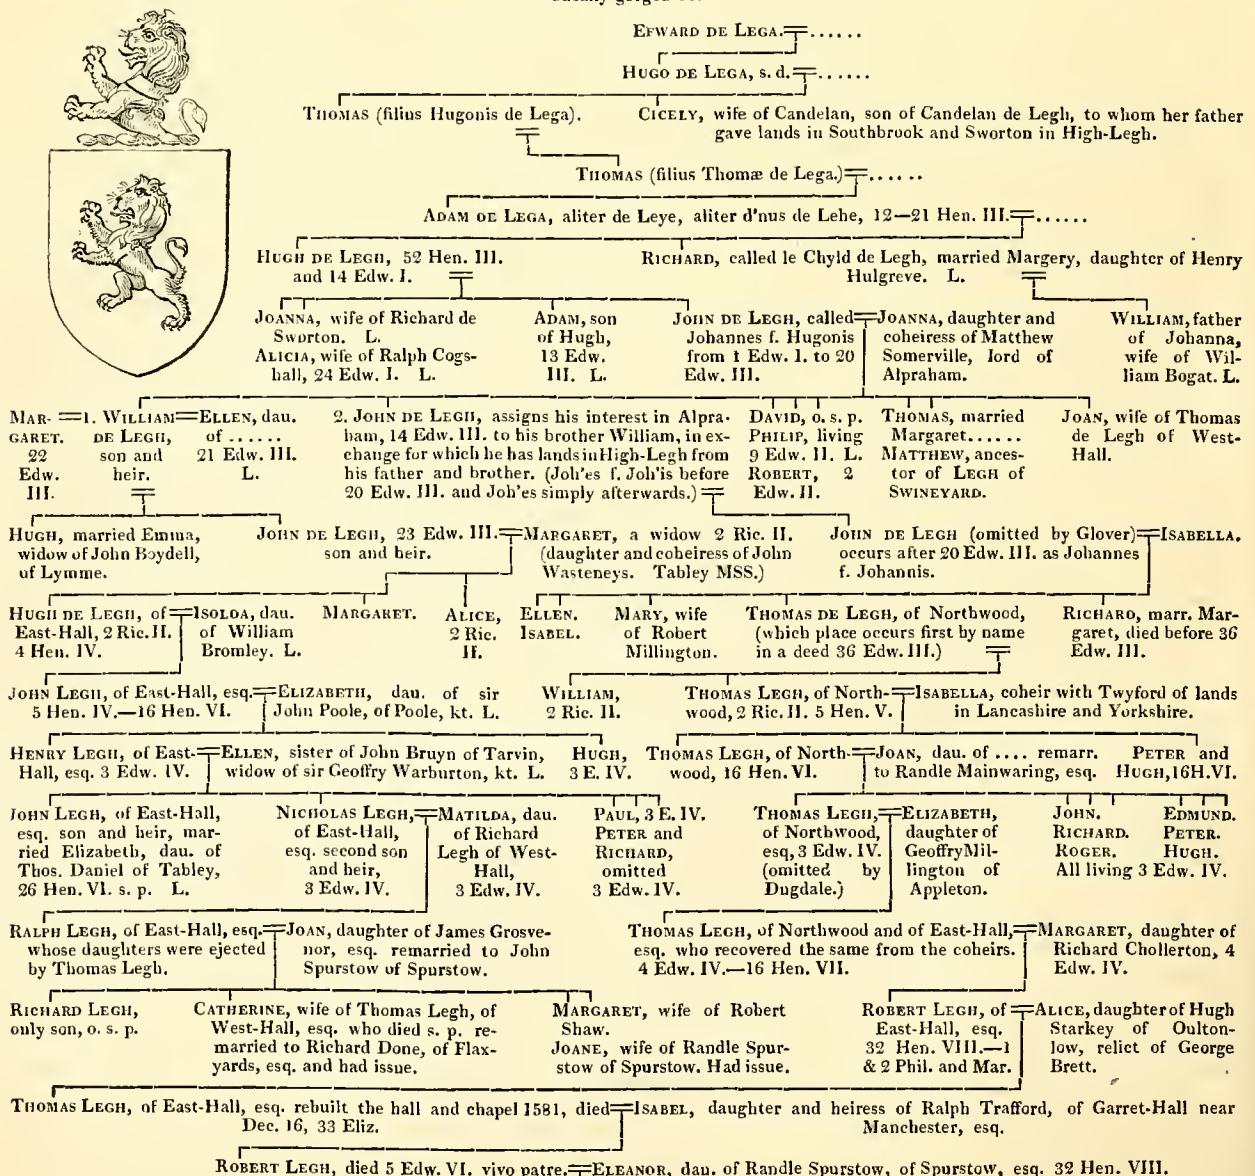 EFWARD DE LEGA.......
HUGO DE LEGA, s. d.......
THOMAS (filius Hugonis de Lega).
CICELY, wife of Candelan, son of Candelan de Legh, to whom her father
gave lands in Southbrook and Sworton in High-Legh.
THOMAS (filius Thomæ de Lega.)......
ADAM DE LEGA, aliter de Leye, aliter d'nus de Lehe, 12—21 Hen. III.......
HUGH DE LEGH, 52 Hen. III.
and 14 Edw. I.
RICHARD, called le Chyld de Legh, married Margery, daughter of Henry
Hulgreve. L.
JOANNA, wife of Richard de
Sworton. L.
ALICIA, wife of Ralph Cogs-
hall, 24 Edw. I. L.
ADAM, son
of Hugh,
13 Edw.
III. L.
JOHN DE LEGH, called
Johannes f. Hugonis
from 1 Edw. I. to 20
Edw. III.
JOANNA, daughter and
coheiress of Matthew
Somerville, lord of
Alpraham.
WILLIAM, father
of Johanna,
wife of Wil-
liam Bogat. L.
MAR-
GARET.
22
Edw.
III.
1. WILLIAM
DE LEGH,
son and
heir.
ELLEN, dau.
of ......
21 Edw. III.
L.
2. JOHN DE LEGH, assigns his interest in Alpra-
ham, 14 Edw. III. to his brother William, in ex-
change for which he has lands in High-Legh from
his father and brother. (Joh'es f. Joh'is before
20 Edw. III. and Joh'es simply afterwards.)
DAVID, o. s. p.
PHILIP, living
9 Edw. II. L.
ROBERT, 2
Edw. II.
THOMAS, married
Margaret......
MATTHEW, ances-
tor of LEGH of
SWINEYARD.
JOAN, wife of Thomas
de Legh of West-
Hall.
HUGH, married Emma,
widow of John Boydell,
of Lymme.
JOHN DE LEGH, 23 Edw. III.
son and heir.
MARGARET, a widow 2 Ric. II.
(daughter and coheiress of John
Wasteneys. Tabley MSS.)
JOHN DE LEGH (omitted by Glover)
occurs after 20 Edw. III. as Johannes
f. Johannis.
ISABELLA.
HUGH DE LEGH, of
East-Hall, 2 Ric. II.
4 Hen. IV.
ISOLDA, dau.
of William
Bromley. L.
MARGARET.
ALICE,
2 Ric.
II.
ELLEN.
ISABEL.
MARY, wife
of Robert
Millington.
THOMAS DE LEGH, of Northwood,
(which place occurs first by name
in a deed 36 Edw. III.)
RICHARD, marr. Mar-
garet, died before 36
Edw. III.
JOHN LEGH, of East-Hall, esq.
5 Hen. IV.—16 Hen. VI.
ELIZABETH, dau. of sir
John Poole, of Poole, kt. L.
WILLIAM,
2 Ric. II.
THOMAS LEGH, of North-
wood, 2 Ric. II. 5 Hen. V.
ISABELLA, coheir with Twyford of lands
in Lancashire and Yorkshire.
HENRY LEGH, of East-
Hall, esq. 3 Edw. IV.
ELLEN, sister of John Bruyn of Tarvin,
widow of sir Geoffry Warburton, kt. L.
HUGH,
3 E. IV.
THOMAS LEGH, of North-
wood, 16 Hen. VI.
JOAN, dau. of .... remarr.
to Randle Mainwaring, esq.
PETER and
HUGH, 16 H. VI.
JOHN LEGH, of East-Hall,
esq. son and heir, mar-
ried Elizabeth, dau. of
Thos. Daniel of Tabley,
26 Hen. VI. s. p. L.
NICHOLAS LEGH,
of East-Hall,
esq. second son
and heir,
3 Edw. IV.
MATILDA, dau.
of Richard
Legh of West-
Hall,
3 Edw. IV.
PAUL, 3 E. IV.
PETER and
RICHARD,
omitted
3 Edw. IV.
THOMAS LEGH,
of Northwood,
esq, 3 Edw. IV.
(omitted by
Dugdale.)
ELIZABETH,
daughter of
Geoffry Mil-
lington of
Appleton.
JOHN.
RICHARD.
ROGER.
EDMUND.
PETER.
HUGH.
All living 3 Edw. IV.
RALPH LEGH, of East-Hall, esq.
whose daughters were ejected
by Thomas Legh.
JOAN, daughter of James Grosve-
nor, esq. remarried to John
Spurstow of Spurstow.
THOMAS LEGH, of Northwood and of East-Hall,
esq. who recovered the same from the coheirs.
4 Edw. IV.—16 Hen. VII.
MARGARET, daughter of
Richard Chollerton, 4
Edw. IV.
RICHARD LEGH,
only son, o. s. p.
CATHERINE, wife of Thomas Legh, of
West-Hall, esq. who died s. p. re-
married to Richard Done, of Flax-
yards, esq. and had issue.
MARGARET, wife of Robert
Shaw.
JOANE, wife of Randle Spur-
stow of Spurstow. Had issue.
ROBERT LEGH, of
East-Hall, esq.
32 Hen. VIII.—1
& 2 Phil. and Mar.
ALICE, daughter of Hugh
Starkey of Oulton-
low, relict of George
Brett.
THOMAS LEGH, of East-Hall, esq. rebuilt the hall and chapel 1581, died
Dec. 16, 33 Eliz.
ISABEL, daughter and heiress of Ralph Trafford, of Garret-Hall near
Manchester, esq.
ROBERT LEGH, died 5 Edw. VI. vivo patre.
ELEANOR, dau. of Randle Spurstow, of Spurstow, esq. 32 Hen. VIII.